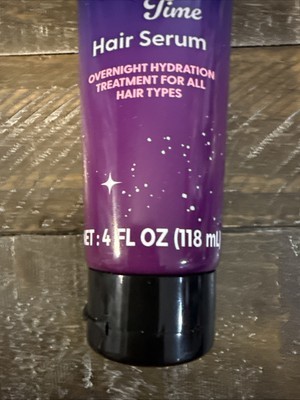 Time
Hair Serum
OVERNIGHT HYDRATION
TREATMENT FOR ALL
HAIR TYPES
ET : 4 FL OZ (118 mL